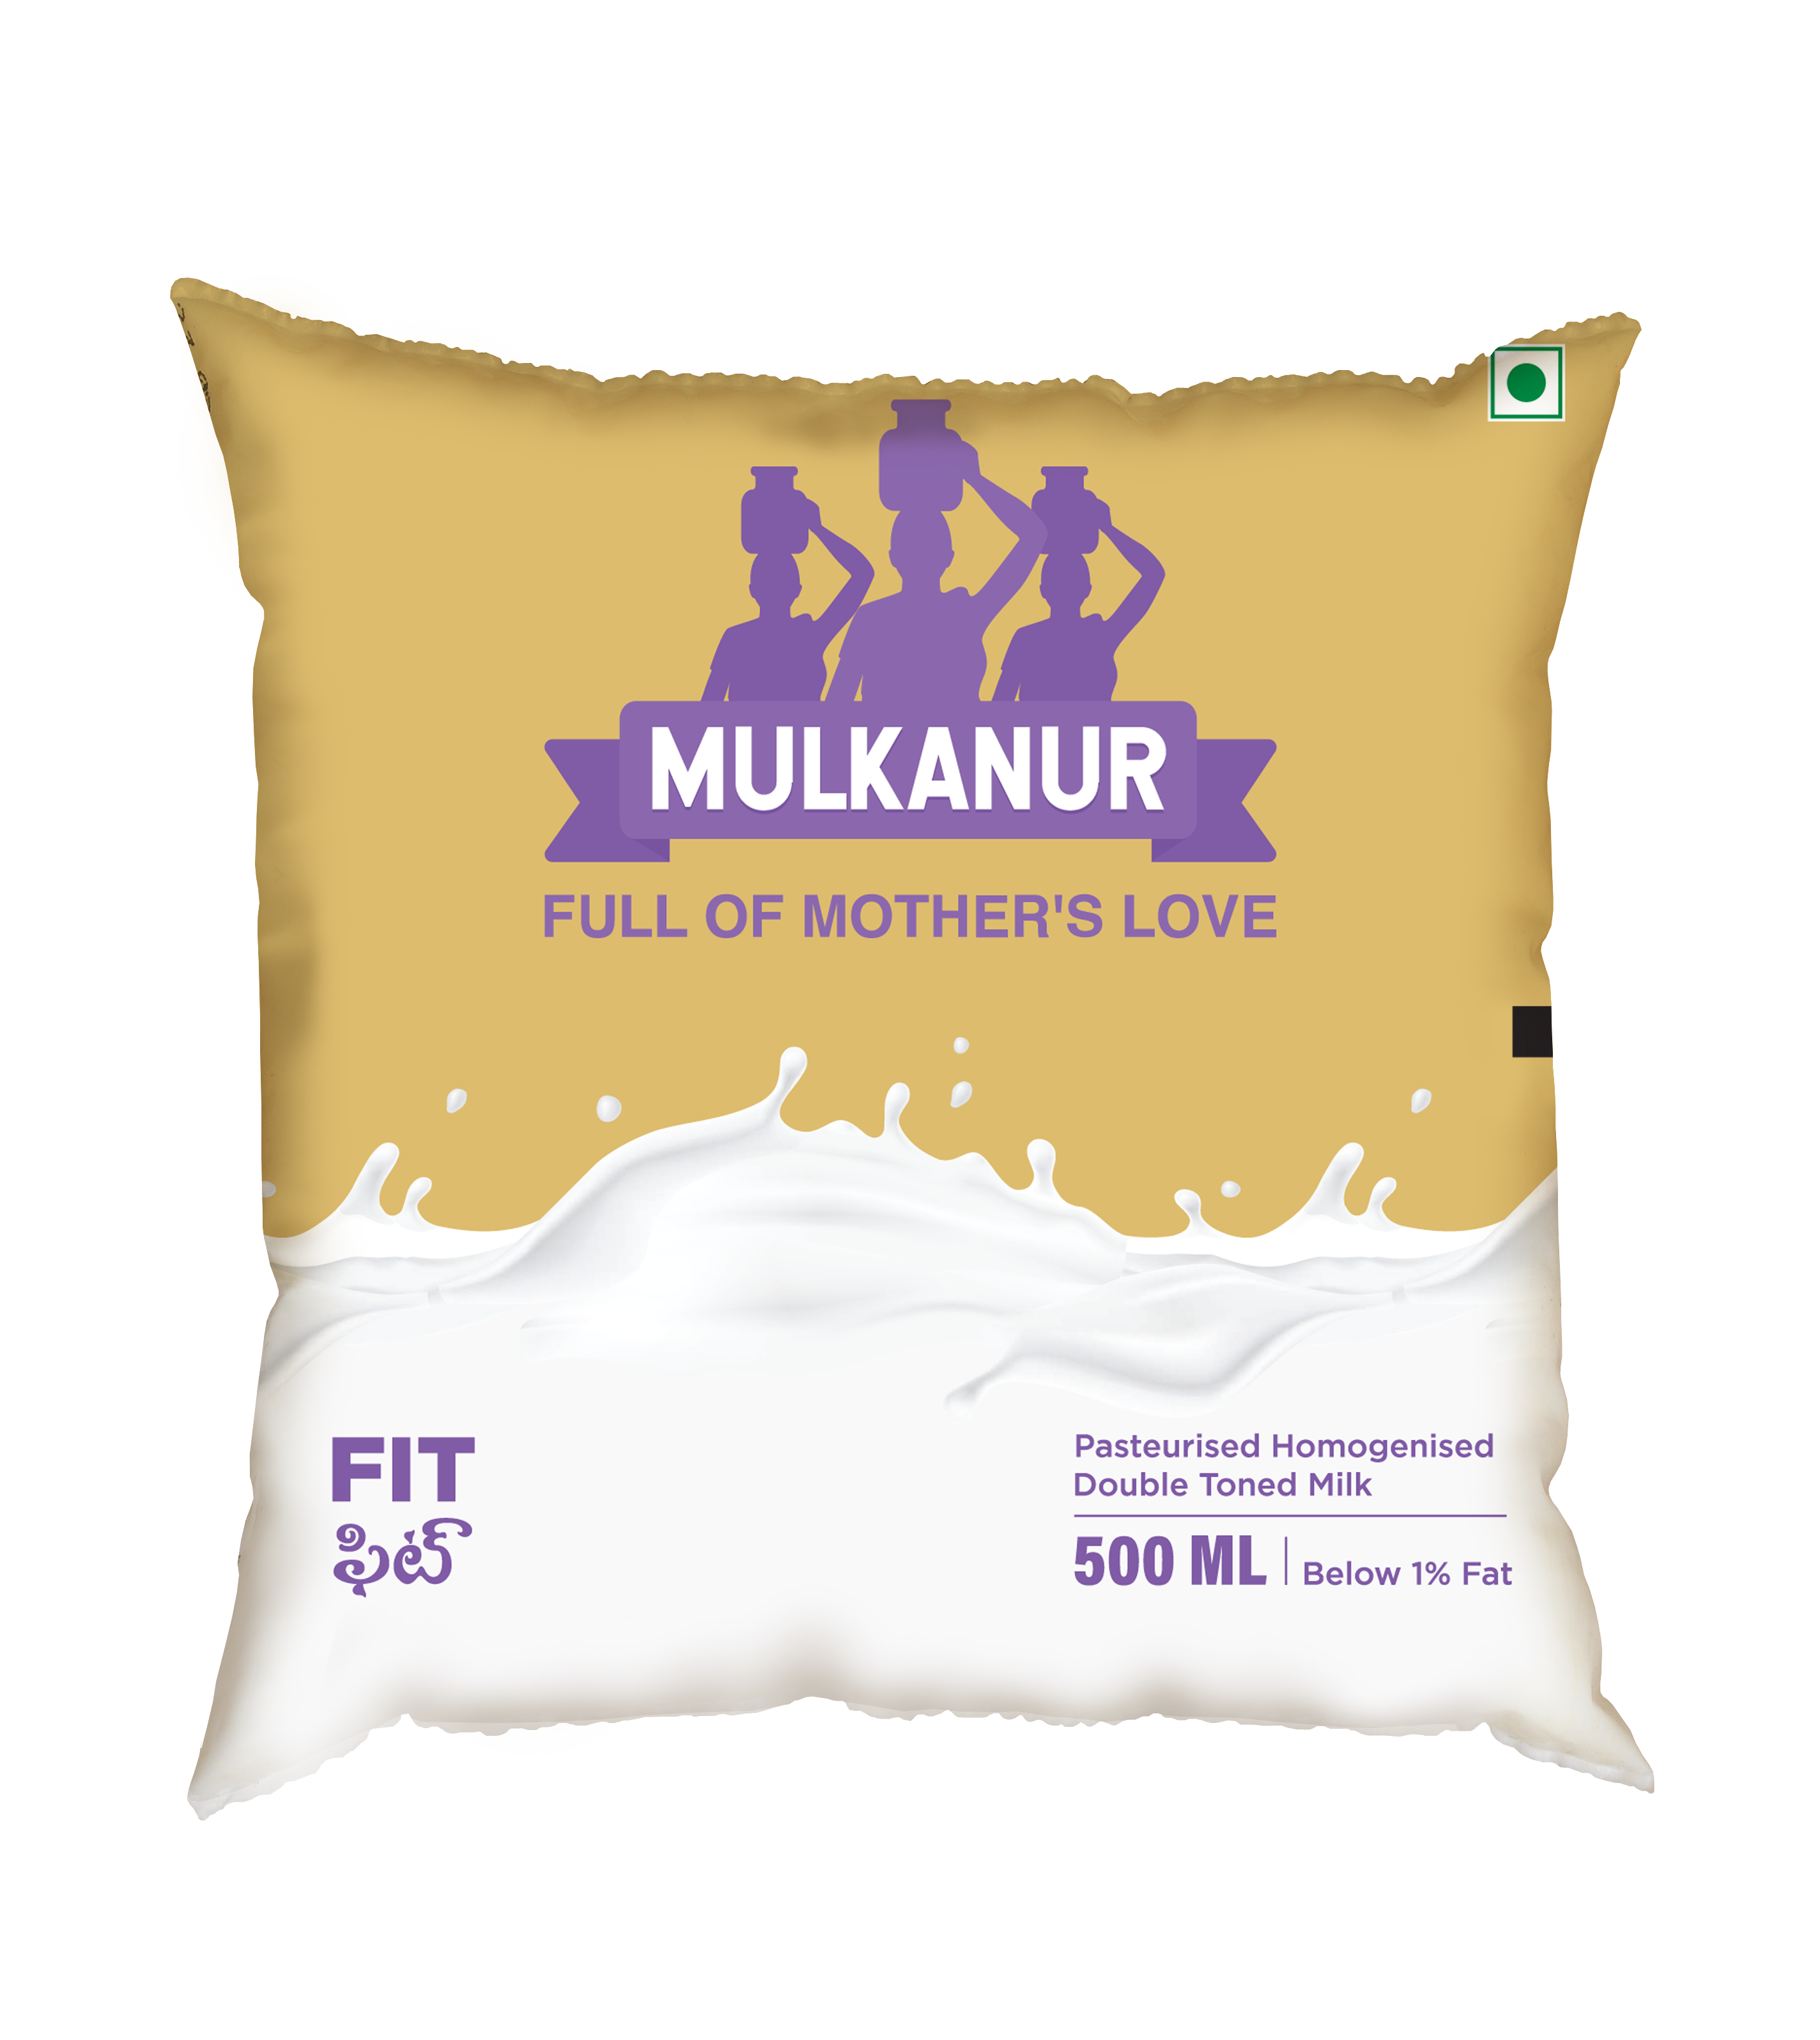 MULKANUR
FULL OF MOTHER'S LOVE
FIT
ఫిట్
Pasteurised Homogenised
Double Toned Milk
500 ML | Below 1% Fat